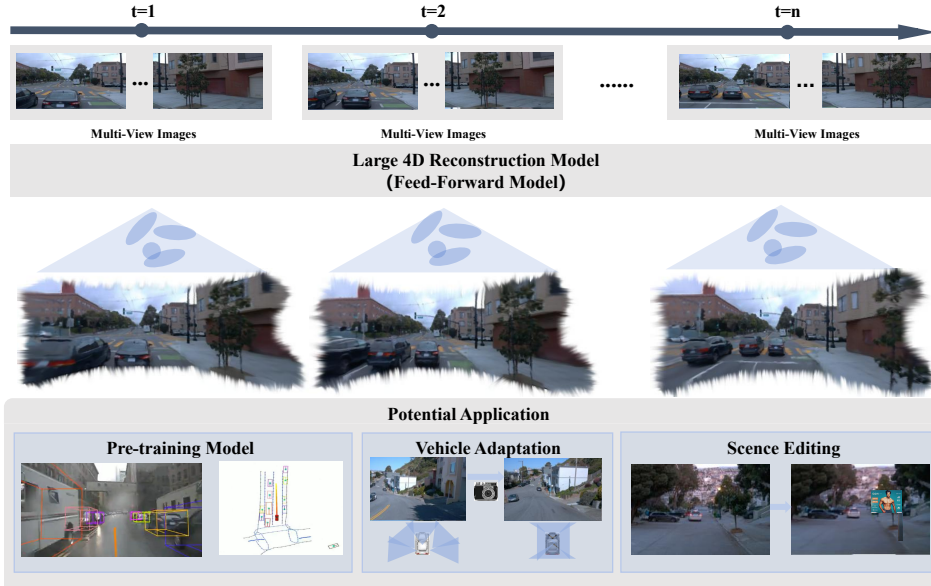 t=1 t=2 t=n
... ... ...... ...
Multi-View Images Multi-View Images Multi-View Images
Large 4D Reconstruction Model
(Feed-Forward Model)
Potential Application
Pre-training Model
Vehicle Adaptation
Scence Editing